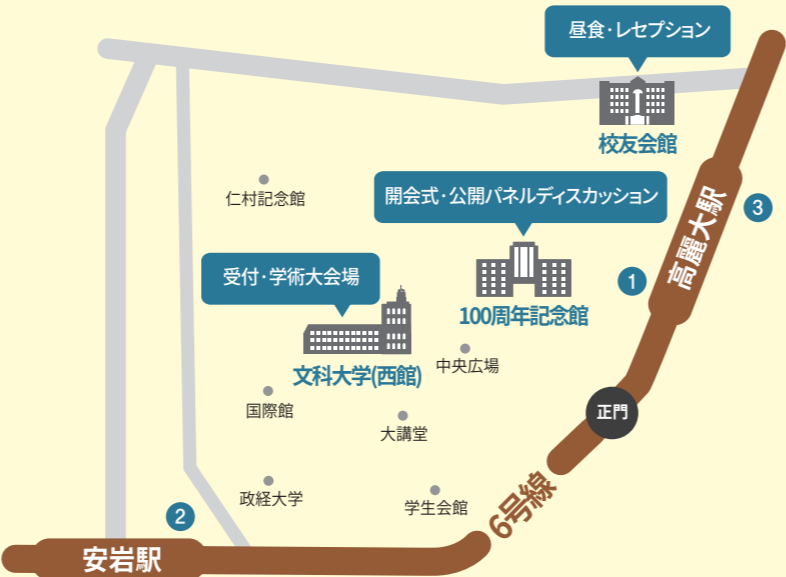 昼食·レセプション
校友会館
仁村記念館
開会式·公開パネルディスカッション
高麗大駅
3
受付·学術大会場
1
100周年記念館
文科大学(西館)
中央広場
国際館
大講堂
正門
政経大学
学生会館
6号線
2
安岩駅